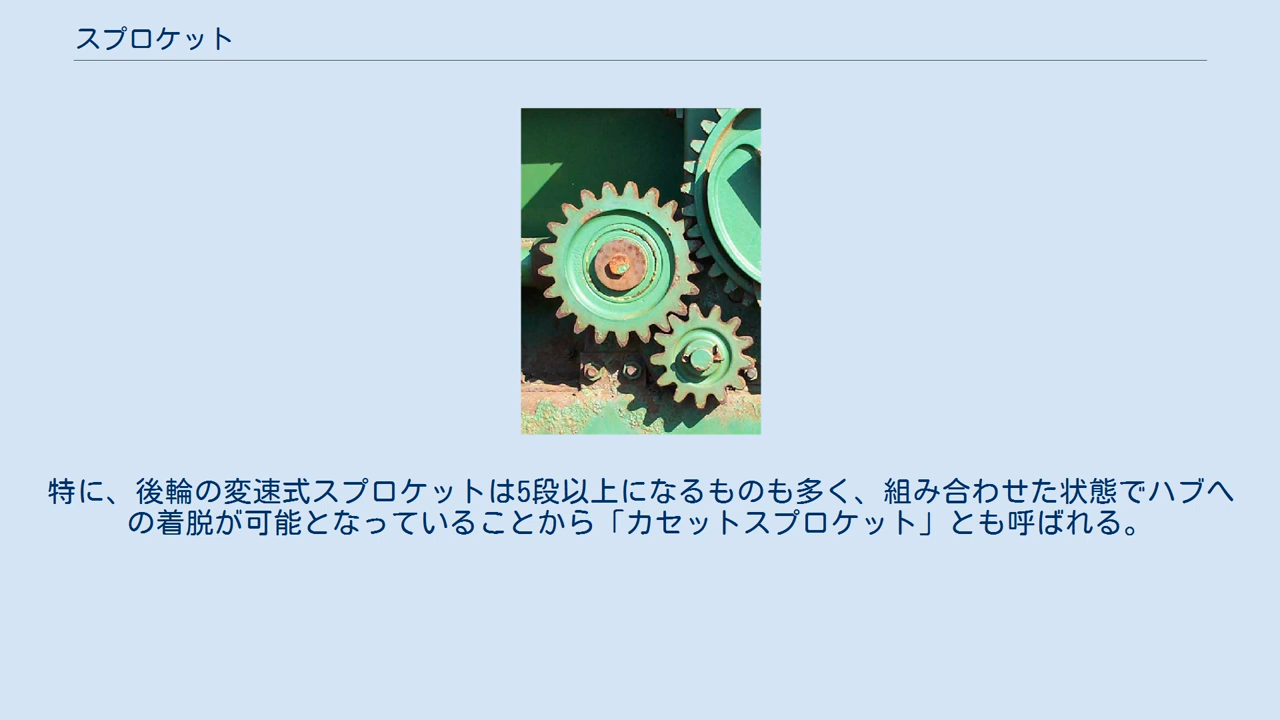 スプロケット
特に、後輪の変速式スプロケットは5段以上になるものも多く、組み合わせた状態でハブへ
の着脱が可能となっていることから「カセットスプロケット」とも呼ばれる。